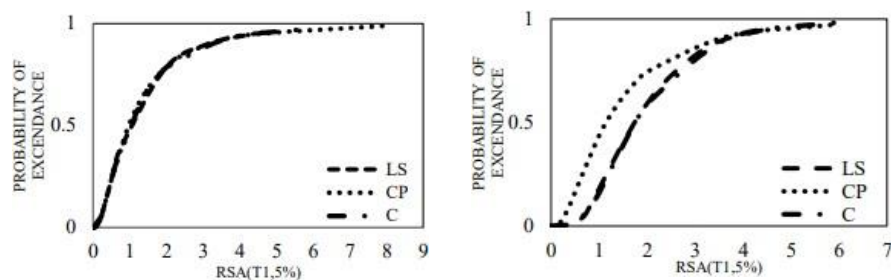 PROBABILITY OF
EXCENDANCE
1
0.5
0
LS
CP
C
0 1 2 3 4 5 6 7 8 9
RSA(T1,5%)
PROBABILITY OF
EXCENDANCE
1
0.5
0
LS
CP
C
0 1 2 3 4 5 6 7
RSA(T1,5%)